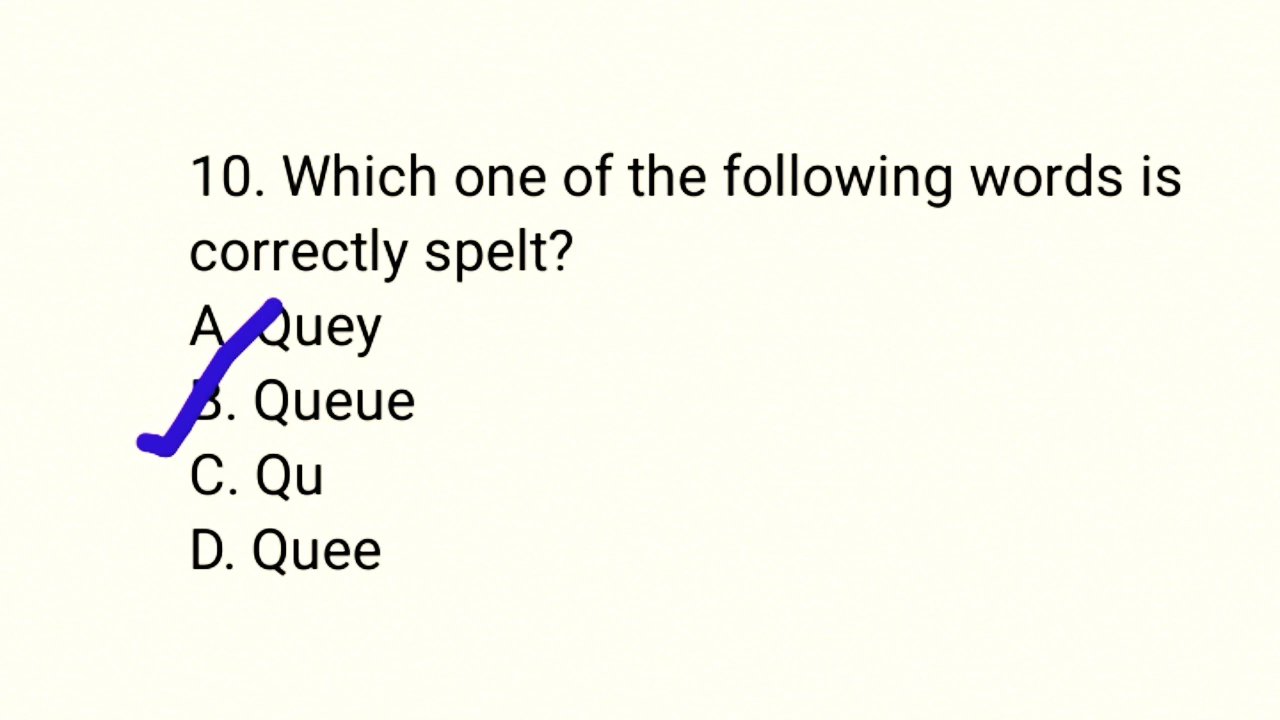 10. Which one of the following words is
correctly spelt?
A. Quey
B. Queue
C. Qu
D. Quee